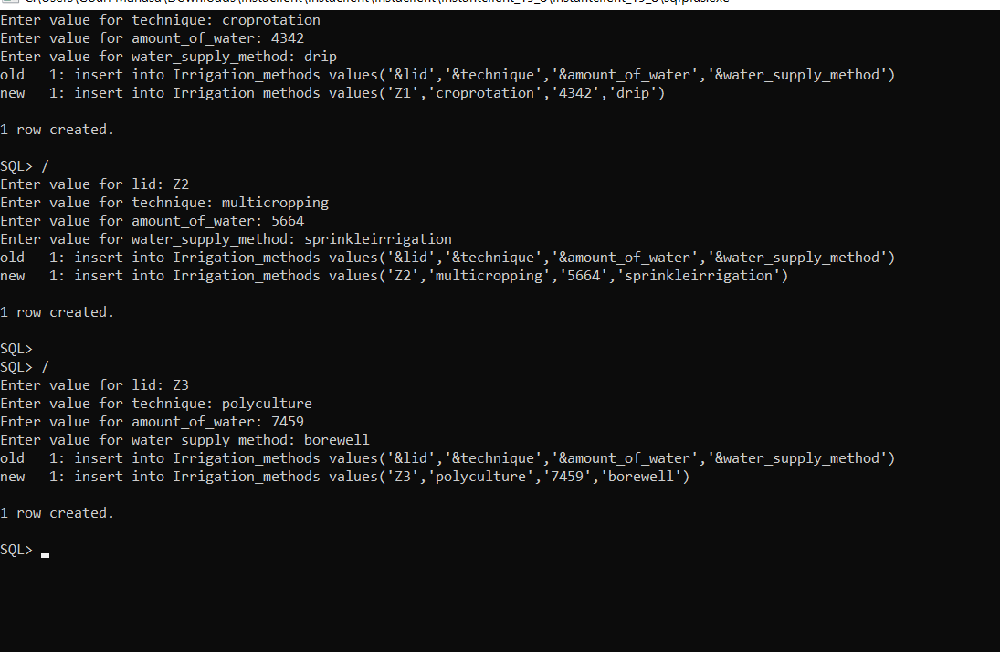 Enter value for technique: croprotation
Enter value for amount_of_water: 4342
Enter value for water_supply_method: drip
old   1: insert into Irrigation_methods values('&lid','&technique','&amount_of_water','&water_supply_method')
new   1: insert into Irrigation_methods values('Z1','croprotation','4342','drip')
1 row created.
SQL> /
Enter value for lid: Z2
Enter value for technique: multicropping
Enter value for amount_of_water: 5664
Enter value for water_supply_method: sprinkleirrigation
old   1: insert into Irrigation_methods values('&lid','&technique','&amount_of_water','&water_supply_method')
new   1: insert into Irrigation_methods values('Z2','multicropping','5664','sprinkleirrigation')
1 row created.
SQL>
SQL> /
Enter value for lid: Z3
Enter value for technique: polyculture
Enter value for amount_of_water: 7459
Enter value for water_supply_method: borewell
old   1: insert into Irrigation_methods values('&lid','&technique','&amount_of_water','&water_supply_method')
new   1: insert into Irrigation_methods values('Z3','polyculture','7459','borewell')
1 row created.
SQL>